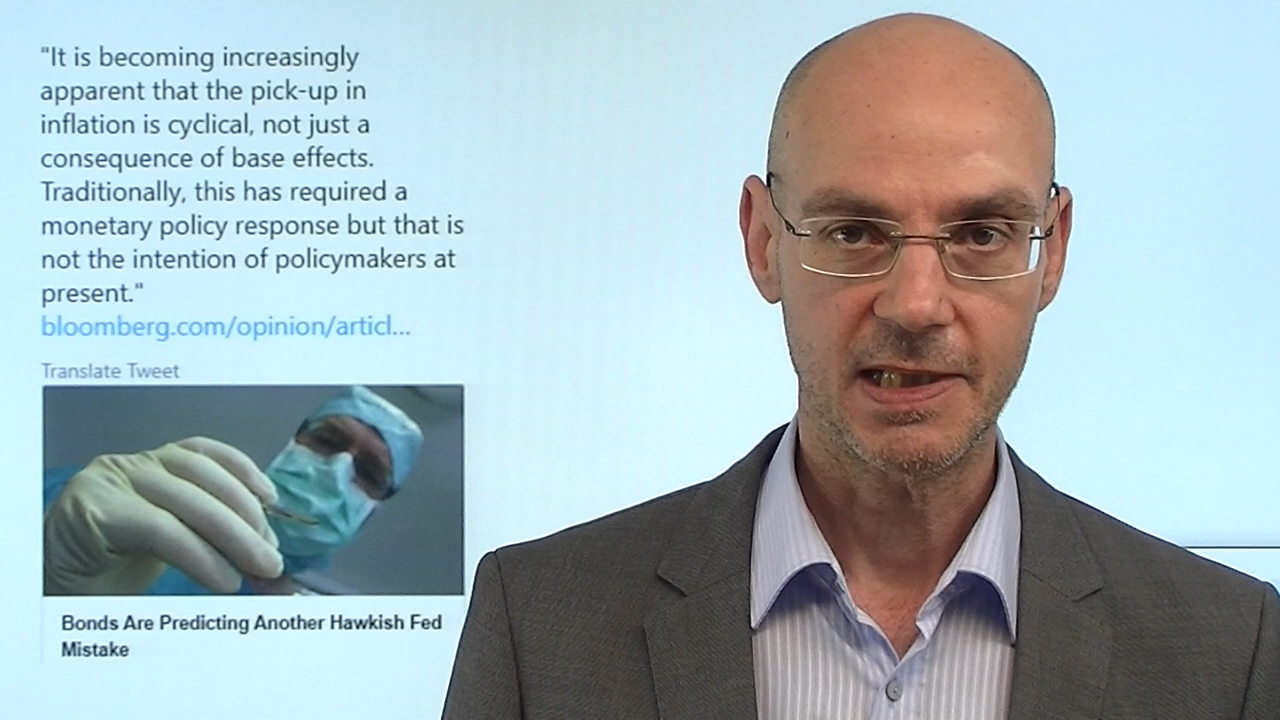 "It is becoming increasingly
apparent that the pick-up in
inflation is cyclical, not just a
consequence of base effects.
Traditionally, this has required a
monetary policy response but that is
not the intention of policymakers at
present."
bloomberg.com/opinion/articl...
Translate Tweet
Bonds Are Predicting Another Hawkish Fed
Mistake